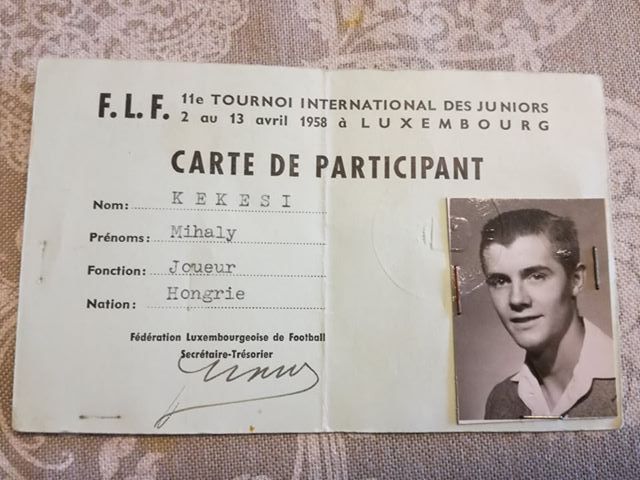 F. L. F. 11e TOURNOI INTERNATIONAL DES JUNIORS
2 au 13 avril 1958 à LUXEMBOURG
CARTE DE PARTICIPANT
Nom: KEKESI
Prénoms: Mihaly
Fonction: Joueur
Nation: Hongrie
Fédération Luxembourgeoise de Football
Secrétaire-Trésorier